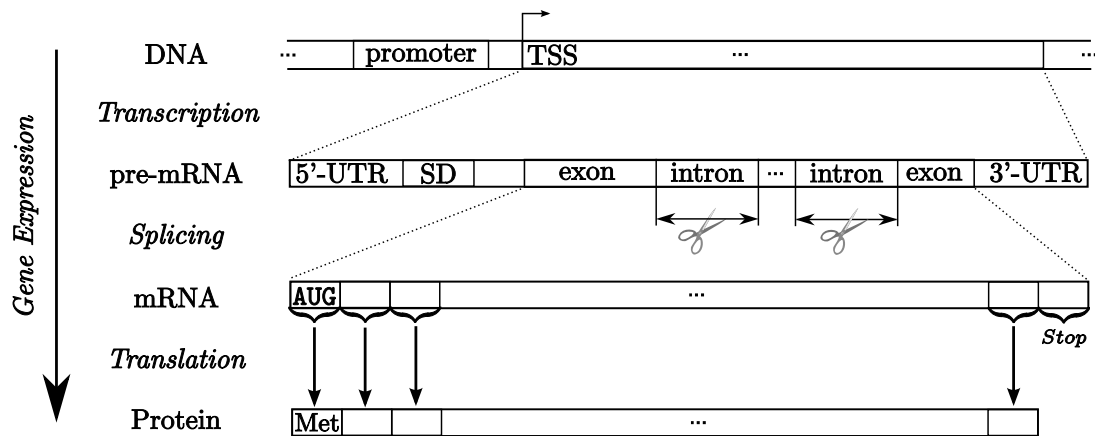 Gene Expression
DNA ... promoter TSS ... ...
Transcription
pre-mRNA 5'-UTR SD exon intron ... intron exon 3'-UTR
Splicing
mRNA AUG ...
Stop
Translation
Protein Met ...